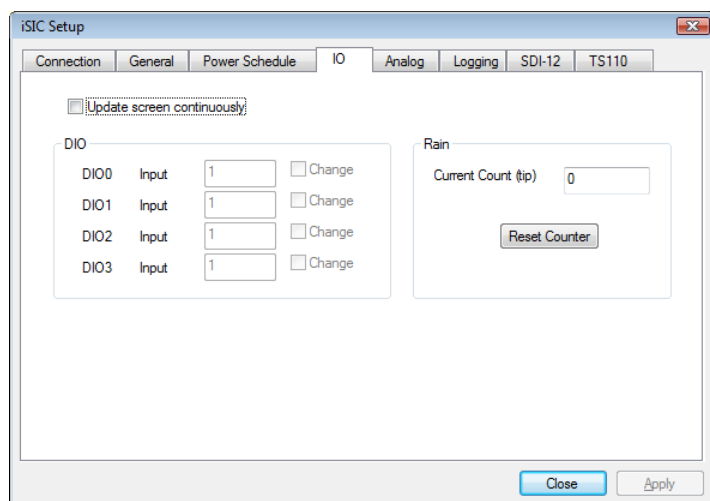 iSIC Setup
Connection General Power Schedule IO Analog Logging SDI-12 TS110
Update screen continuously
DIO
DIO0 Input 1 Change
DIO1 Input 1 Change
DIO2 Input 1 Change
DIO3 Input 1 Change
Rain
Current Count (tip) 0
Reset Counter
Close Apply